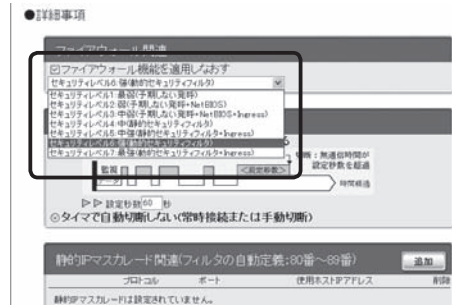 ●詳細事項
ファイアウォール関連
☑ファイアウォール機能を適用しなおす
セキュリティレベル6:強(動的セキュリティフィルタ)
セキュリティレベル1:最弱(予期しない発呼)
セキュリティレベル2:弱(予期しない発呼+NetBIOS)
セキュリティレベル3:中弱(予期しない発呼+NetBIOS+Ingress)
セキュリティレベル4:中(静的セキュリティフィルタ)
セキュリティレベル5:中強(静的セキュリティフィルタ+Ingress)
セキュリティレベル6:強(動的セキュリティフィルタ)
セキュリティレベル7:最強(動的セキュリティフィルタ+Ingress)
切断:無通信時間が
設定秒数を超過
監視
<設定秒数>
データ
時間経過
▷▷ 設定秒数 60 秒
◎タイマで自動切断しない(常時接続または手動切断)
静的IPマスカレード関連(フィルタの自動定義:80番~89番)
追加
プロトコル ポート 使用ホストIPアドレス 削除
静的IPマスカレードは設定されていません。